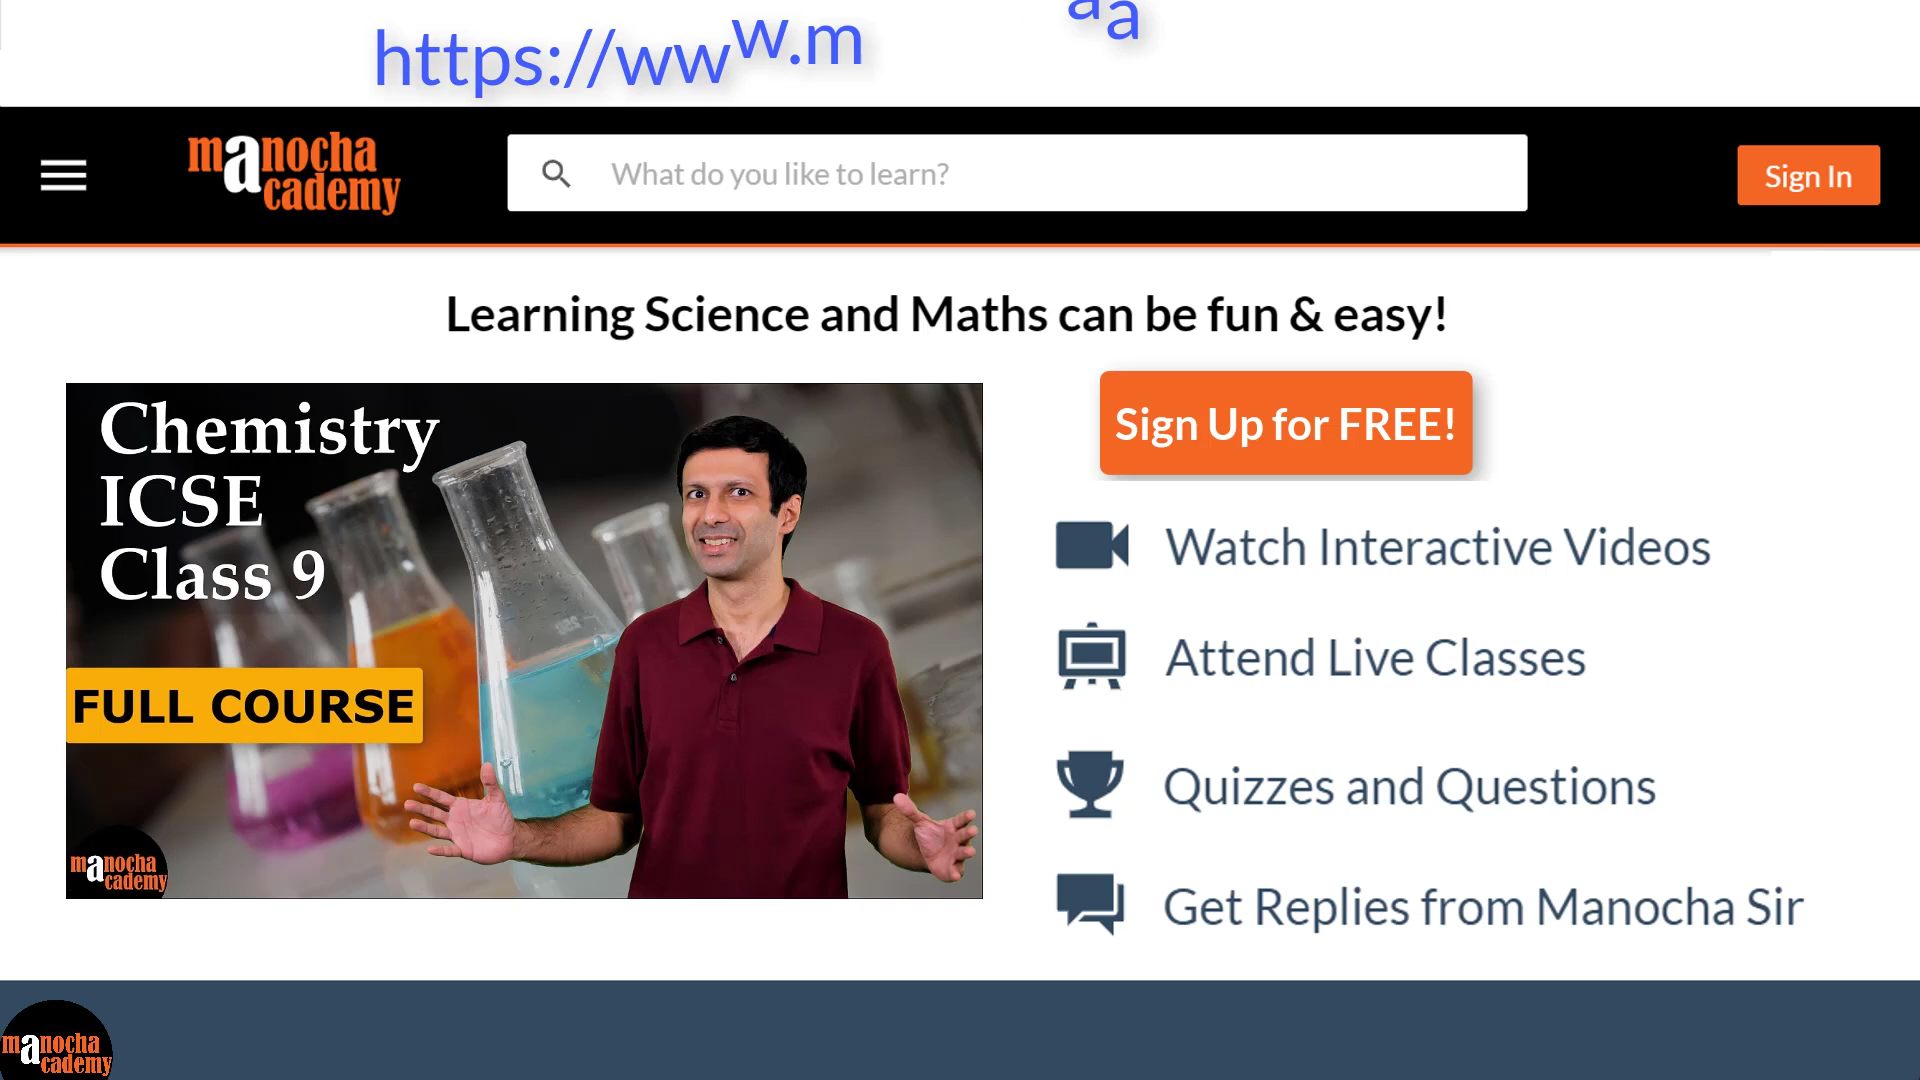 https://www.m
a
a
manocha
academy
What do you like to learn?
Sign In
Learning Science and Maths can be fun & easy!
Chemistry
ICSE
Class 9
FULL COURSE
manocha
academy
Sign Up for FREE!
Watch Interactive Videos
Attend Live Classes
Quizzes and Questions
Get Replies from Manocha Sir
manocha
academy